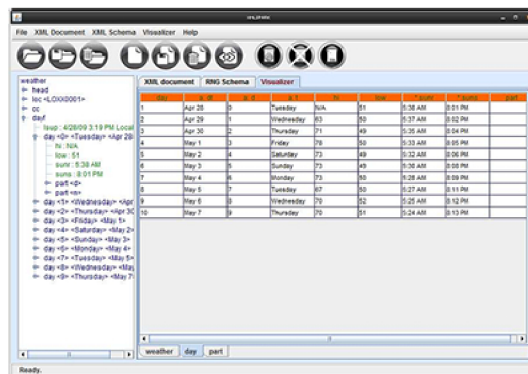 File XML Document XML Schema Visualizer Help
XML document RNG Schema Visualizer
weather
head
loc <LOXX0001>
cc
dayf
lsup : 4/28/09 3:19 PM Local
day <0> <Tuesday> <Apr 28
hi : N/A
low : 51
sunr : 5:38 AM
suns : 8:01 PM
part <d>
part <n>
day <1> <Wednesday> <Apr
day <2> <Thursday> <Apr 30
day <3> <Friday> <May 1>
day <4> <Saturday> <May 2>
day <5> <Sunday> <May 3>
day <6> <Monday> <May 4>
day <7> <Tuesday> <May 5>
day <8> <Wednesday> <May
day <9> <Thursday> <May 7>
day a: dt a: d a: t hi low * sunr * suns part
1 Apr 28 0 Tuesday N/A 51 5:38 AM 8:01 PM
2 Apr 29 1 Wednesday 63 50 5:37 AM 8:02 PM
3 Apr 30 2 Thursday 71 49 5:35 AM 8:04 PM
4 May 1 3 Friday 78 50 5:33 AM 8:05 PM
5 May 2 4 Saturday 73 49 5:32 AM 8:06 PM
6 May 3 5 Sunday 73 49 5:30 AM 8:08 PM
7 May 4 6 Monday 73 50 5:28 AM 8:09 PM
8 May 5 7 Tuesday 67 50 5:27 AM 8:11 PM
9 May 6 8 Wednesday 70 52 5:25 AM 8:12 PM
10 May 7 9 Thursday 70 51 5:24 AM 8:13 PM
weather day part
Ready.